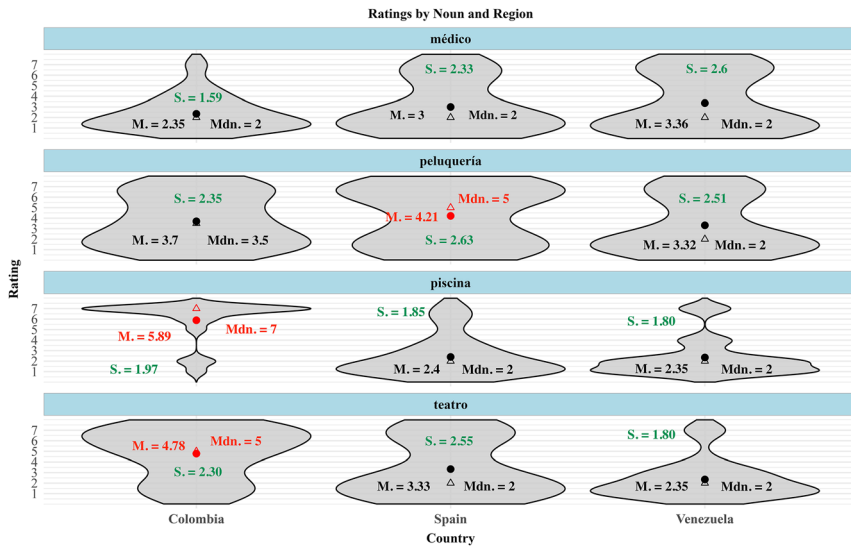 Ratings by Noun and Region
médico
7
6
5
4
3
2
1
S. = 1.59
M. = 2.35 Mdn. = 2
S. = 2.33
M. = 3 Mdn. = 2
S. = 2.6
M. = 3.36 Mdn. = 2
peluquería
7
6
5
4
3
2
1
S. = 2.35
M. = 3.7 Mdn. = 3.5
Mdn. = 5
M. = 4.21
S. = 2.63
S. = 2.51
M. = 3.32 Mdn. = 2
Rating
piscina
7
6
5
4
3
2
1
M. = 5.89 Mdn. = 7
S. = 1.97
S. = 1.85
M. = 2.4 Mdn. = 2
S. = 1.80
M. = 2.35 Mdn. = 2
teatro
7
6
5
4
3
2
1
M. = 4.78 Mdn. = 5
S. = 2.30
S. = 2.55
M. = 3.33 Mdn. = 2
S. = 1.80
M. = 2.35 Mdn. = 2
Colombia Spain Venezuela
Country